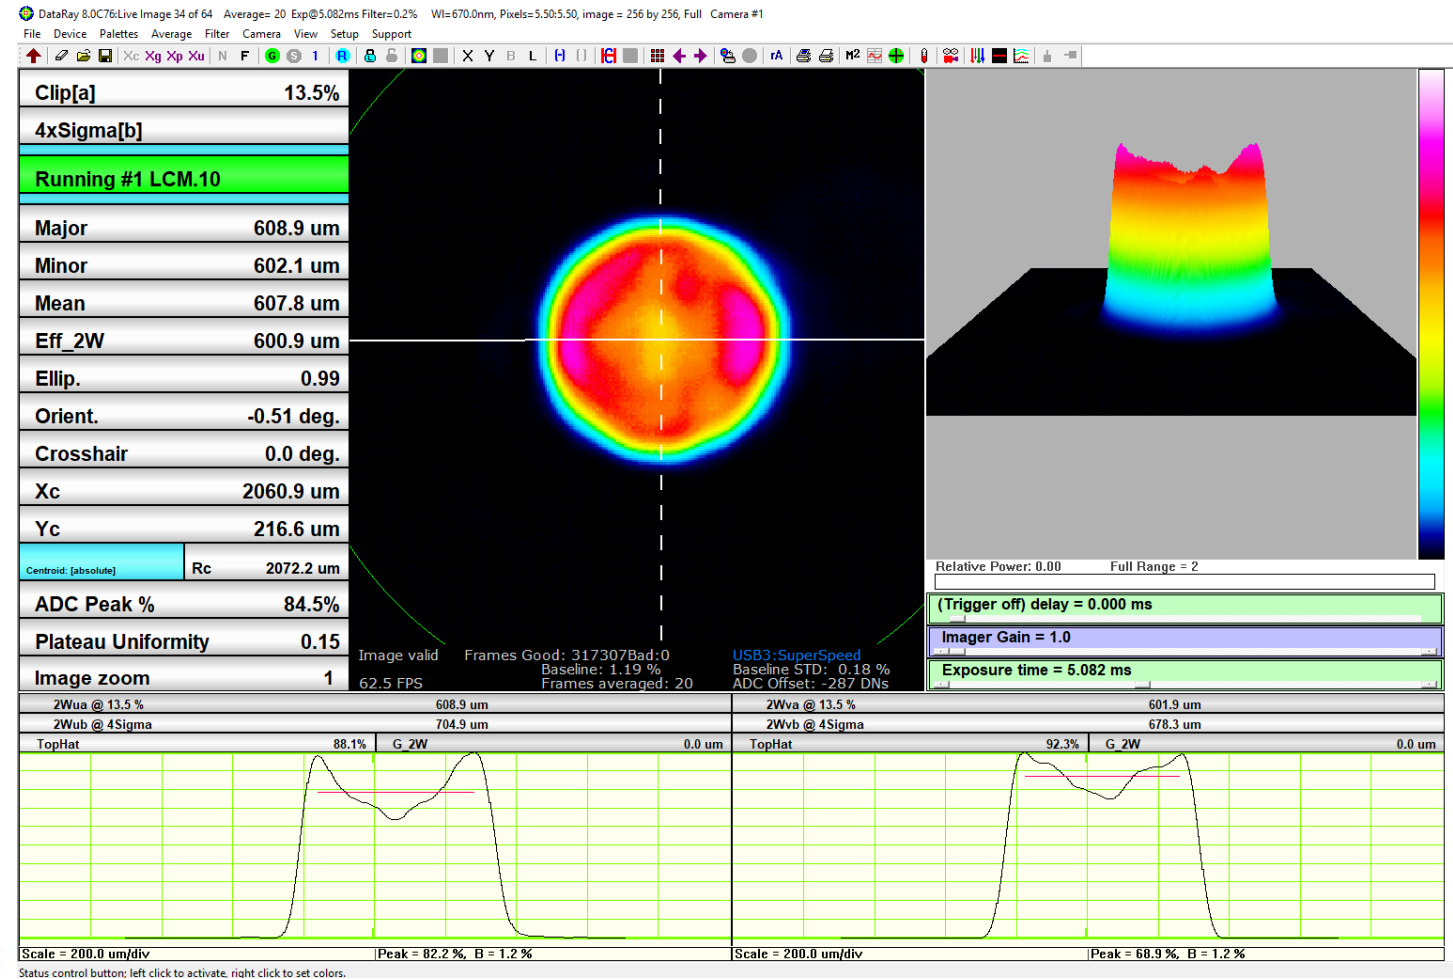 DataRay 8.0C76:Live Image 34 of 64 Average= 20 Exp@5.082ms Filter=0.2% Wl=670.0nm, Pixels=5.50:5.50, image = 256 by 256, Full Camera #1
File Device Palettes Average Filter Camera View Setup Support
Xc Xg Xp Xu N F G S 1 R X Y B L H rA M²
Clip[a] 13.5%
4xSigma[b]
Running #1 LCM.10
Major 608.9 um
Minor 602.1 um
Mean 607.8 um
Eff_2W 600.9 um
Ellip. 0.99
Orient. -0.51 deg.
Crosshair 0.0 deg.
Xc 2060.9 um
Yc 216.6 um
Centroid: [absolute] Rc 2072.2 um
ADC Peak % 84.5%
Plateau Uniformity 0.15
Image zoom 1
Image valid Frames Good: 317307Bad:0 USB3:SuperSpeed
Baseline: 1.19 % Baseline STD: 0.18 %
62.5 FPS Frames averaged: 20 ADC Offset: -287 DNs
Relative Power: 0.00 Full Range = 2
(Trigger off) delay = 0.000 ms
Imager Gain = 1.0
Exposure time = 5.082 ms
2Wua @ 13.5 % 608.9 um 2Wva @ 13.5 % 601.9 um
2Wub @ 4Sigma 704.9 um 2Wvb @ 4Sigma 678.3 um
TopHat 88.1% G_2W 0.0 um TopHat 92.3% G_2W 0.0 um
Scale = 200.0 um/div Peak = 82.2 %, B = 1.2 % Scale = 200.0 um/div Peak = 68.9 %, B = 1.2 %
Status control button; left click to activate, right click to set colors.